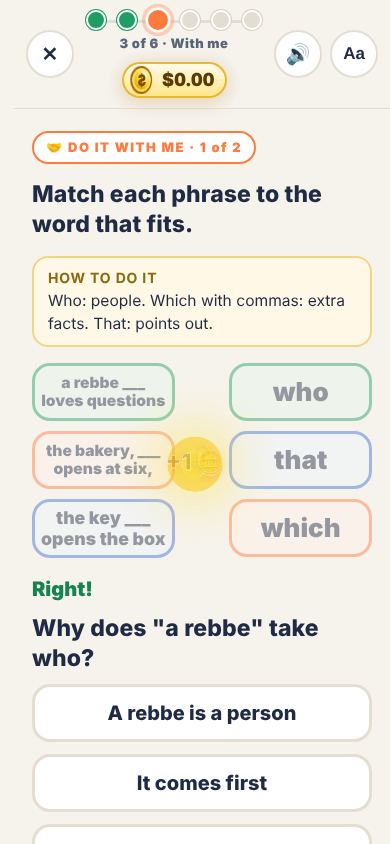 ✕
3 of 6 · With me
$0.00
Aa
DO IT WITH ME · 1 of 2
Match each phrase to the
word that fits.
HOW TO DO IT
Who: people. Which with commas: extra
facts. That: points out.
a rebbe ___
loves questions
who
the bakery, ___
opens at six,
+1
that
the key ___
opens the box
which
Right!
Why does "a rebbe" take
who?
A rebbe is a person
It comes first